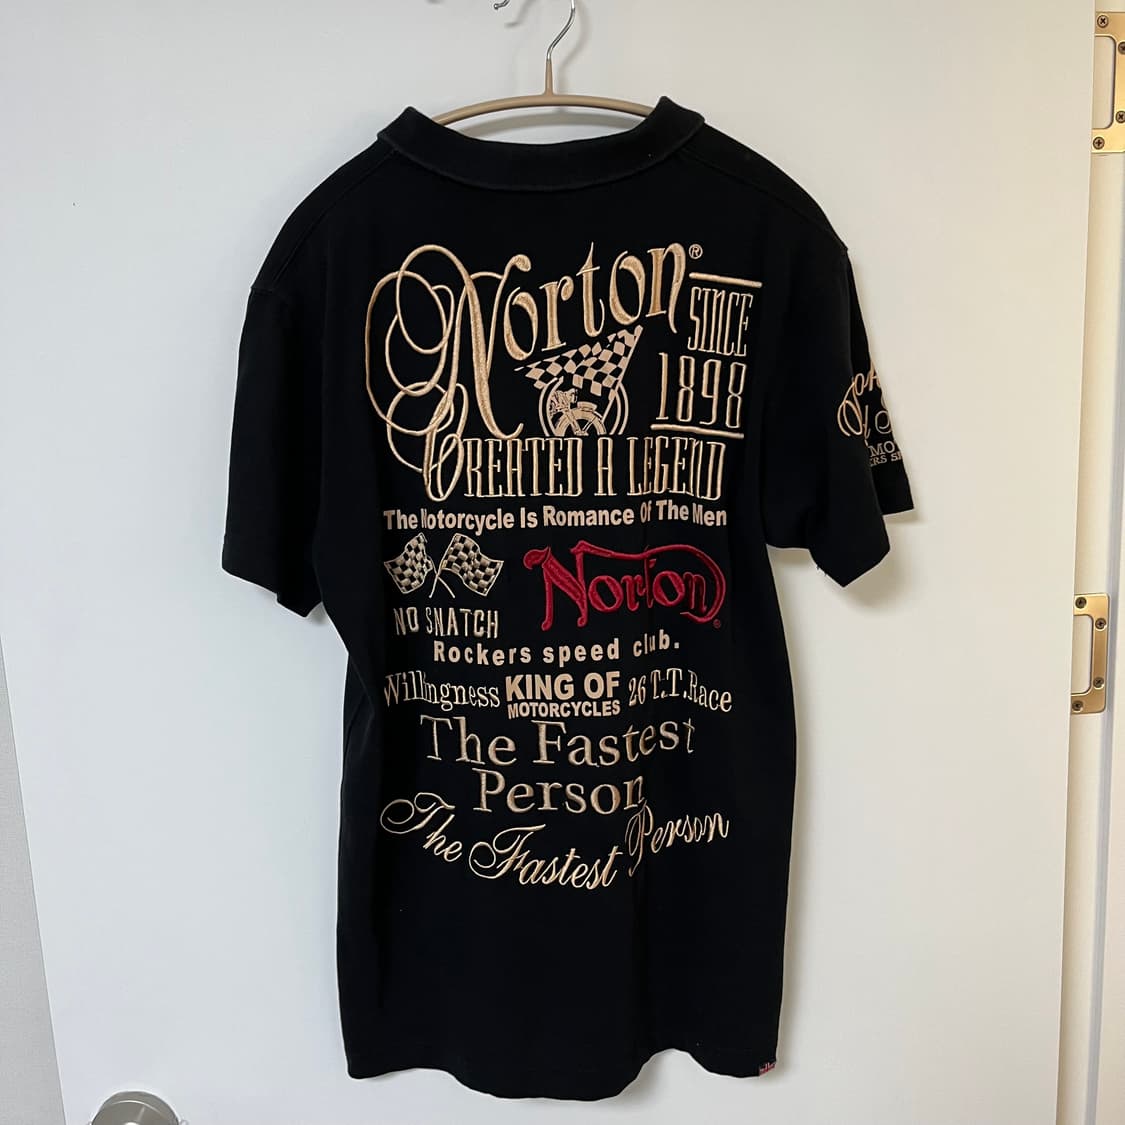 Norton®
SINCE
1898
CREATED A LEGEND
The Motorcycle Is Romance Of The Men
NO SNATCH
Norton®
Rockers speed club.
Willingness KING OF MOTORCYCLES 26 T.T.Race
The Fastest
Person
The Fastest Person